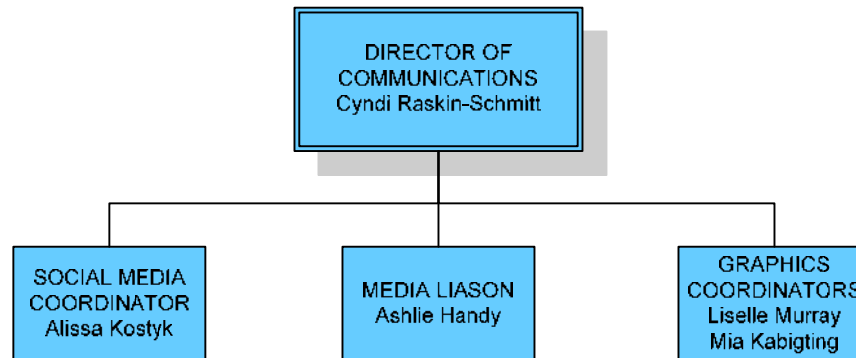 DIRECTOR OF
COMMUNICATIONS
Cyndi Raskin-Schmitt
SOCIAL MEDIA
COORDINATOR
Alissa Kostyk
MEDIA LIASON
Ashlie Handy
GRAPHICS
COORDINATORS
Liselle Murray
Mia Kabigting